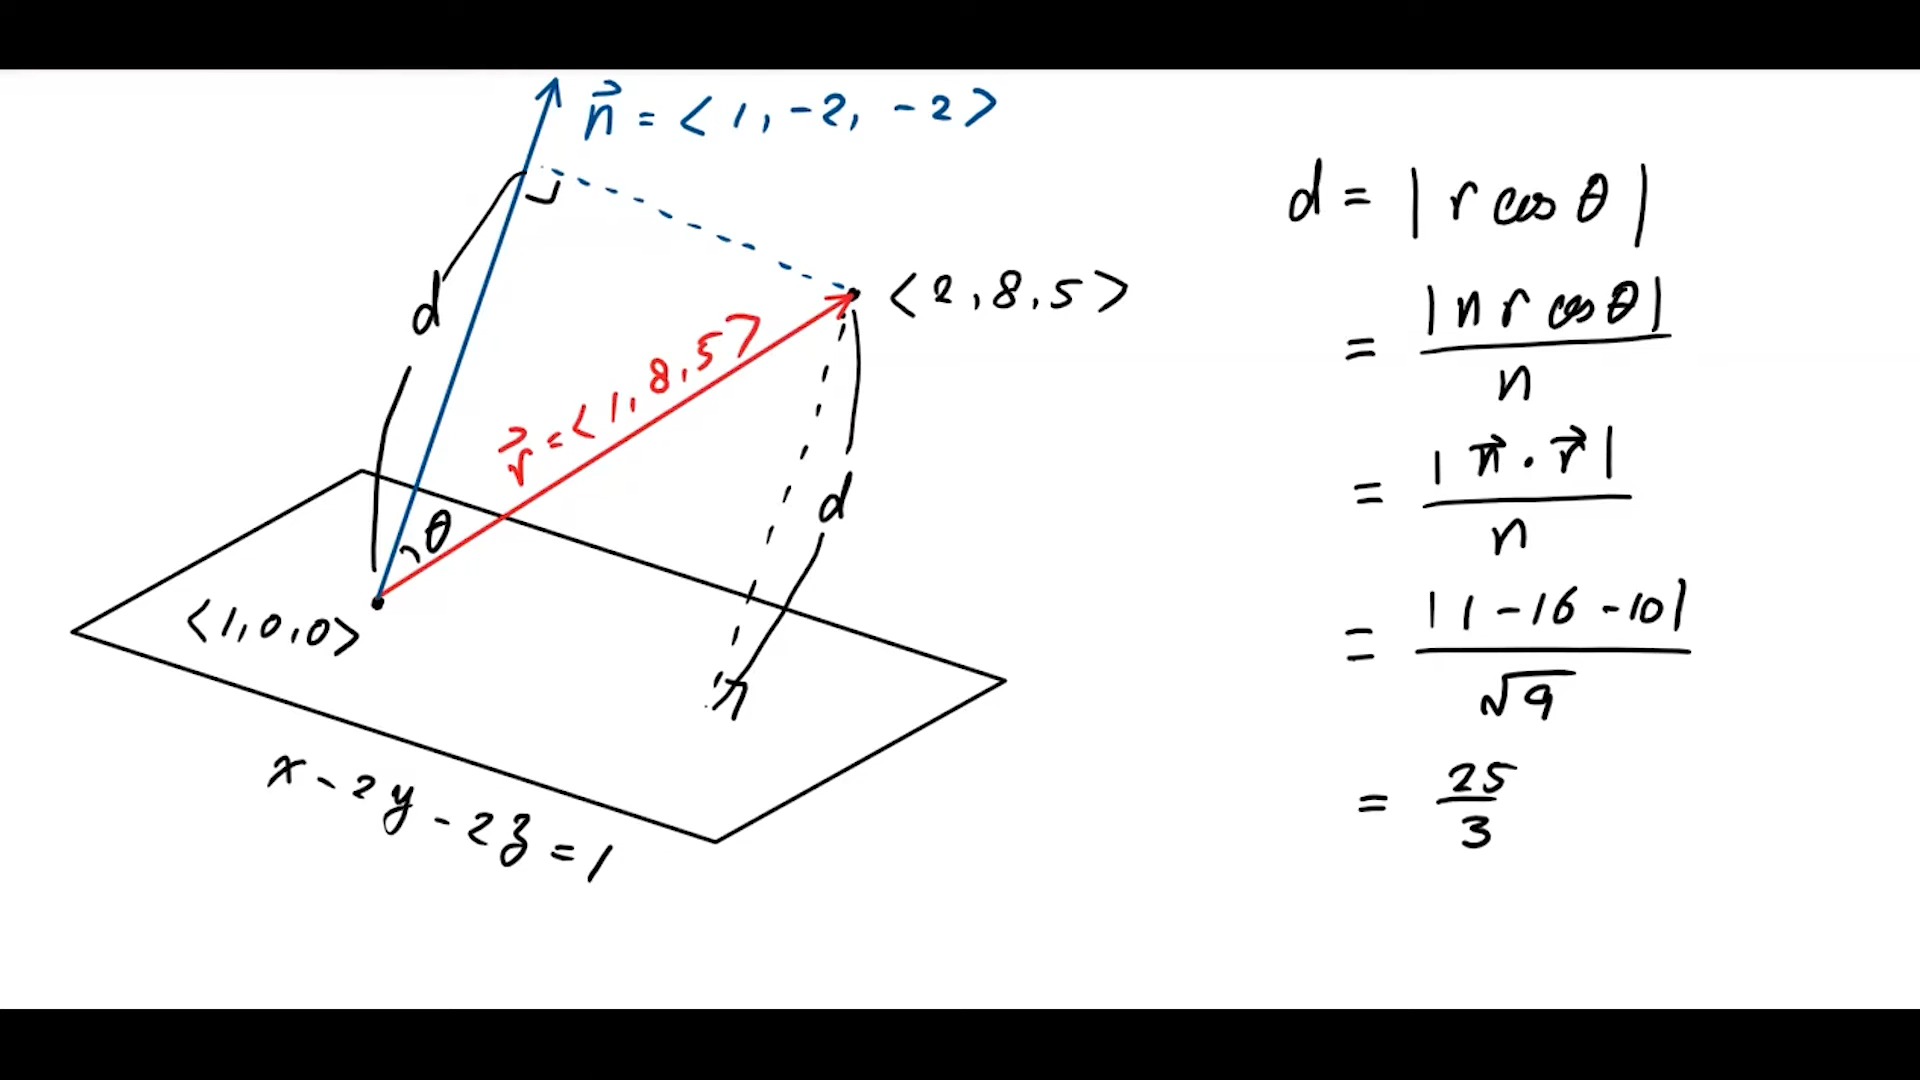 n⃗ = < 1, -2, -2 >
d
< 2, 8, 5 >
r⃗ = < 1, 8, 5 >
d
θ
< 1, 0, 0 >
x - 2y - 2z = 1
d = | r cos θ |
= | n r cos θ | / n
= | n⃗ · r⃗ | / n
= | 1 - 16 - 10 | / √9
= 25 / 3